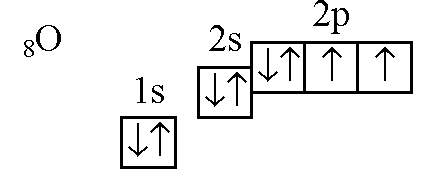 ₈O
2p
2s
↓↑ ↑ ↑
↓↑
1s
↓↑